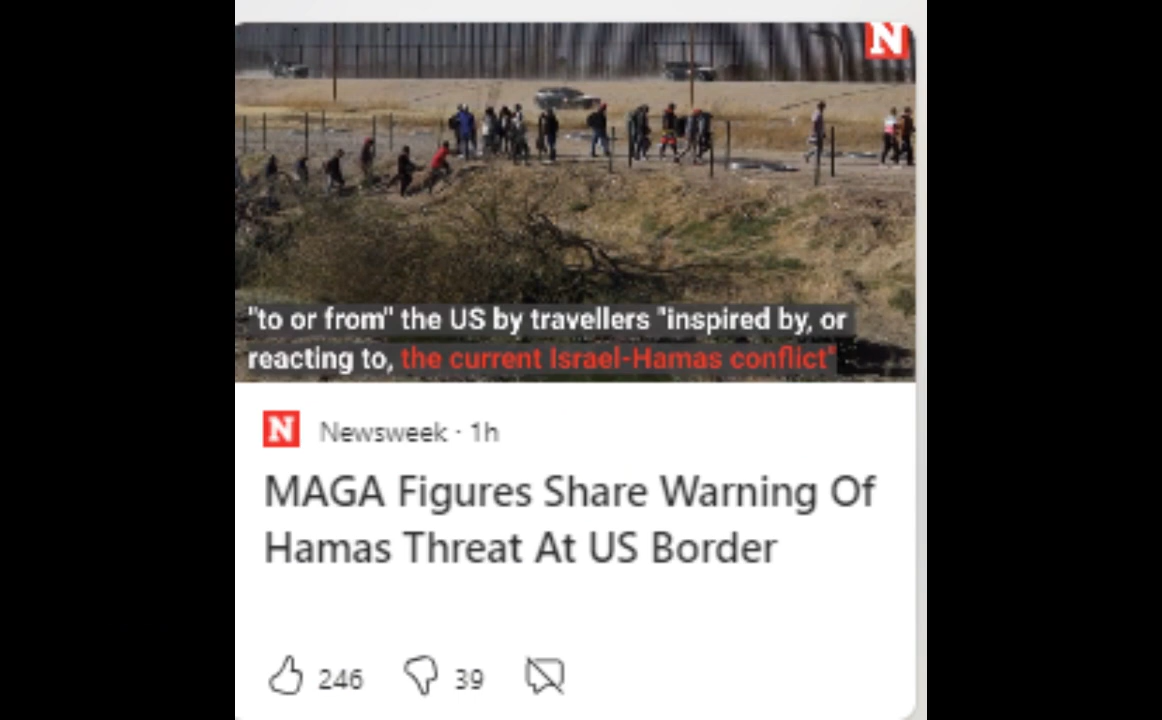 N
"to or from" the US by travellers "inspired by, or
reacting to, the current Israel-Hamas conflict"
N Newsweek · 1h
MAGA Figures Share Warning Of
Hamas Threat At US Border
246 39